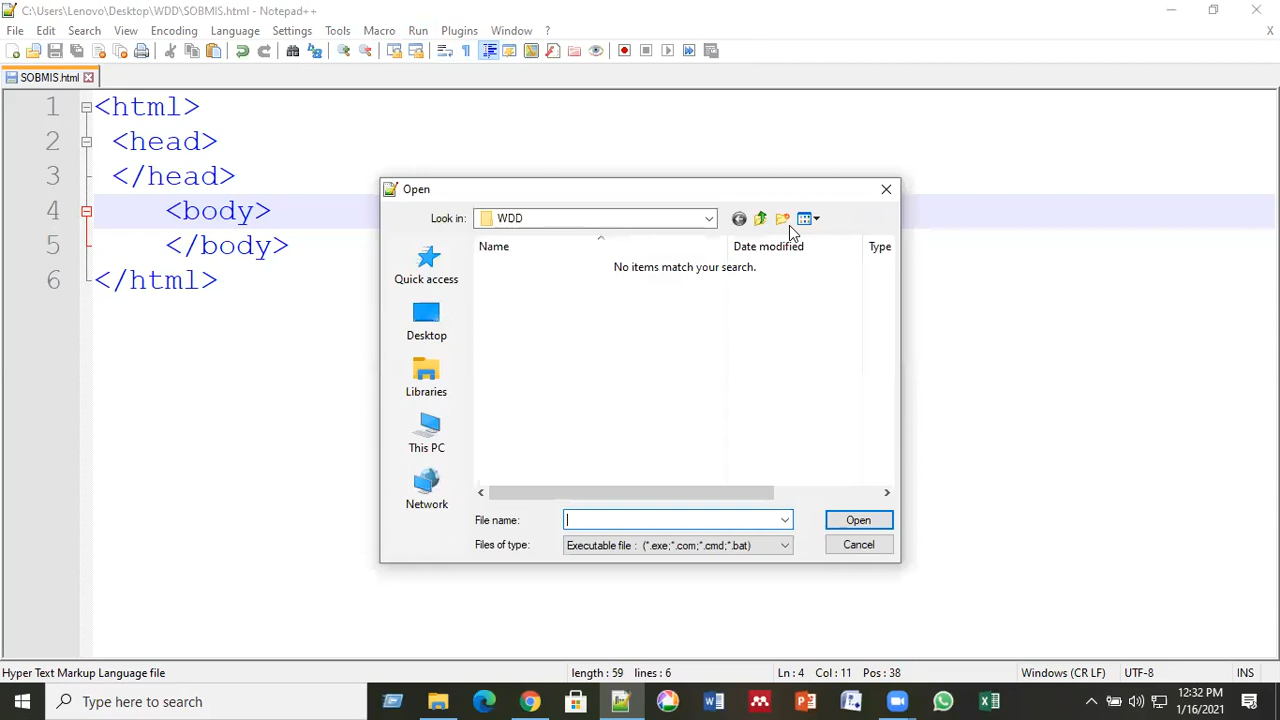 C:\Users\Lenovo\Desktop\WDD\SOBMIS.html - Notepad++
File Edit Search View Encoding Language Settings Tools Macro Run Plugins Window ? X
SOBMIS.html
1 <html>
2 <head>
3 </head>
4 <body>
5 </body>
6 </html>
Open
Look in: WDD
Name Date modified Type
No items match your search.
Quick access
Desktop
Libraries
This PC
Network
File name: Open
Files of type: Executable file : (*.exe;*.com;*.cmd;*.bat) Cancel
Hyper Text Markup Language file length : 59 lines : 6 Ln : 4 Col : 11 Pos : 38 Windows (CR LF) UTF-8 INS
Type here to search
12:32 PM
1/16/2021